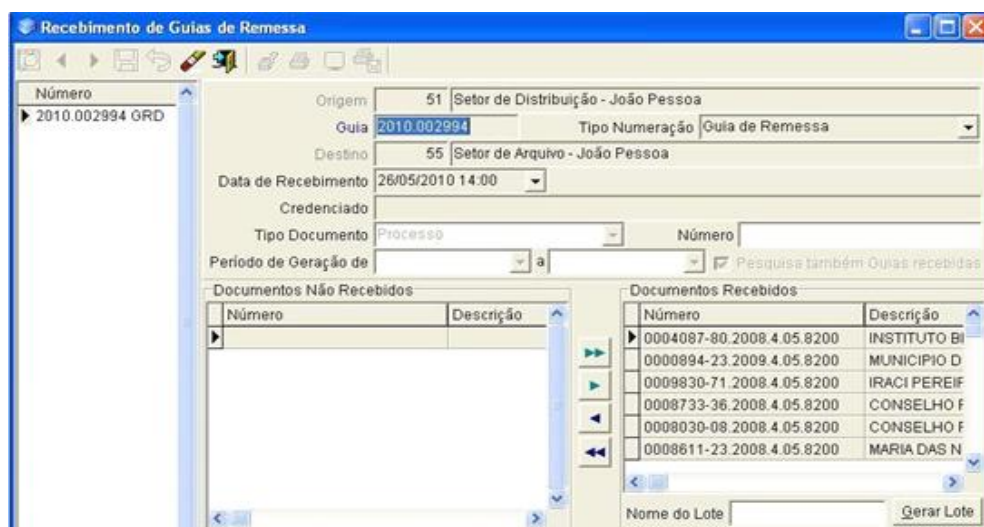 Recebimento de Guias de Remessa
Número
2010.002994 GRD
Origem 51 Setor de Distribuição - João Pessoa
Guia 2010.002994 Tipo Numeração Guia de Remessa
Destino 55 Setor de Arquivo - João Pessoa
Data de Recebimento 26/05/2010 14:00
Credenciado
Tipo Documento Processo Número
Período de Geração de a Pesquisa também Guias recebidas
Documentos Não Recebidos
Número Descrição
Documentos Recebidos
Número Descrição
0004087-80.2008.4.05.8200 INSTITUTO BI
0000894-23.2009.4.05.8200 MUNICIPIO D
0009830-71.2008.4.05.8200 IRACI PEREIF
0008733-36.2008.4.05.8200 CONSELHO F
0008030-08.2008.4.05.8200 CONSELHO F
0008611-23.2008.4.05.8200 MARIA DAS N
Nome do Lote Gerar Lote